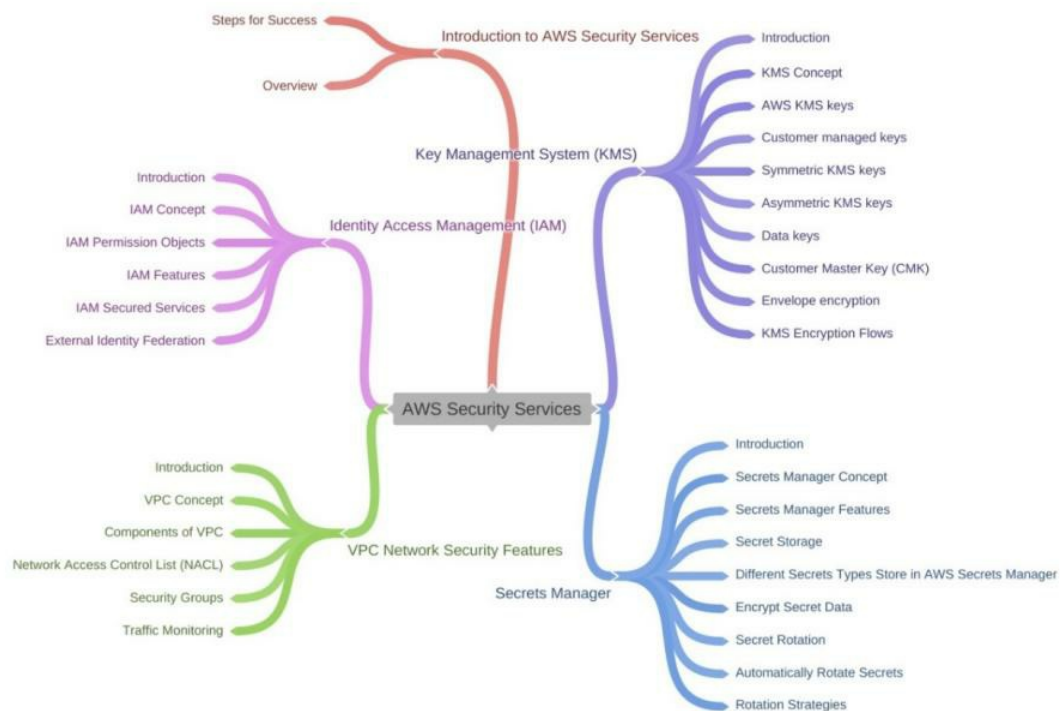 Steps for Success
Introduction to AWS Security Services
Overview
Introduction
KMS Concept
AWS KMS keys
Customer managed keys
Key Management System (KMS)
Symmetric KMS keys
Asymmetric KMS keys
Data keys
Customer Master Key (CMK)
Envelope encryption
KMS Encryption Flows
Introduction
IAM Concept
Identity Access Management (IAM)
IAM Permission Objects
IAM Features
IAM Secured Services
External Identity Federation
AWS Security Services
Introduction
VPC Concept
Components of VPC
VPC Network Security Features
Network Access Control List (NACL)
Security Groups
Traffic Monitoring
Introduction
Secrets Manager Concept
Secrets Manager Features
Secret Storage
Different Secrets Types Store in AWS Secrets Manager
Secrets Manager
Encrypt Secret Data
Secret Rotation
Automatically Rotate Secrets
Rotation Strategies